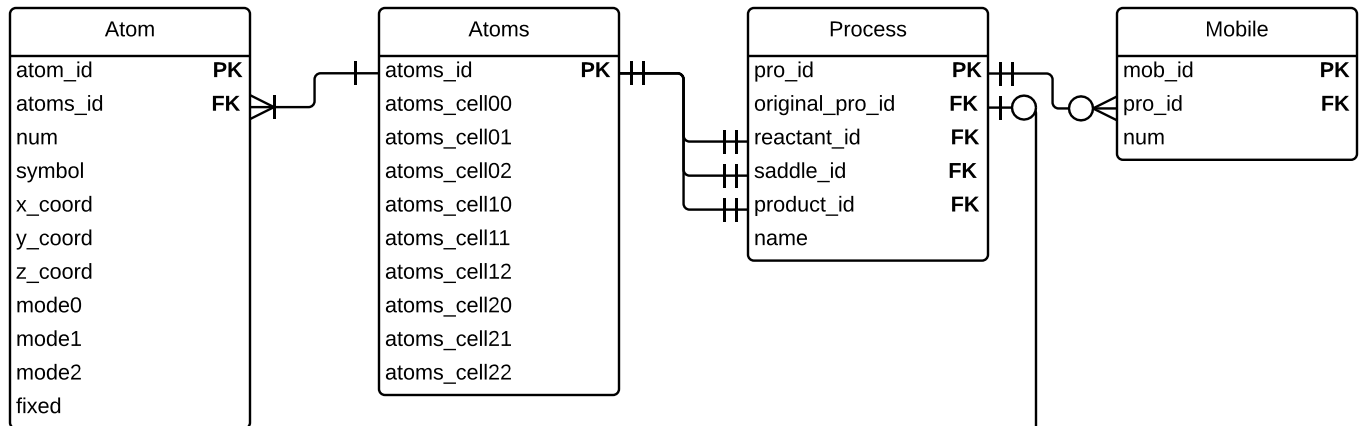 Atom
atom_id PK
atoms_id FK
num
symbol
x_coord
y_coord
z_coord
mode0
mode1
mode2
fixed
Atoms
atoms_id PK
atoms_cell00
atoms_cell01
atoms_cell02
atoms_cell10
atoms_cell11
atoms_cell12
atoms_cell20
atoms_cell21
atoms_cell22
Process
pro_id PK
original_pro_id FK
reactant_id FK
saddle_id FK
product_id FK
name
Mobile
mob_id PK
pro_id FK
num